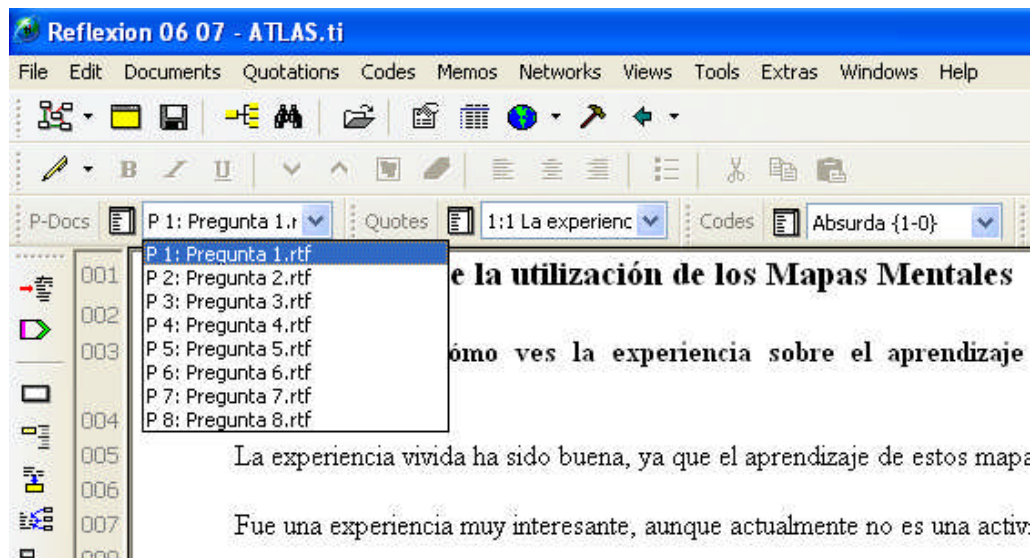 Reflexion 06 07 - ATLAS.ti
File Edit Documents Quotations Codes Memos Networks Views Tools Extras Windows Help
B I U
P-Docs P 1: Pregunta 1.r Quotes 1:1 La experienc Codes Absurda {1-0}
P 1: Pregunta 1.rtf
P 2: Pregunta 2.rtf
P 3: Pregunta 3.rtf
P 4: Pregunta 4.rtf
P 5: Pregunta 5.rtf
P 6: Pregunta 6.rtf
P 7: Pregunta 7.rtf
P 8: Pregunta 8.rtf
001 e la utilización de los Mapas Mentales
002
003 ómo ves la experiencia sobre el aprendizaje
004
005 La experiencia vivida ha sido buena, ya que el aprendizaje de estos mapa
006
007 Fue una experiencia muy interesante, aunque actualmente no es una activi